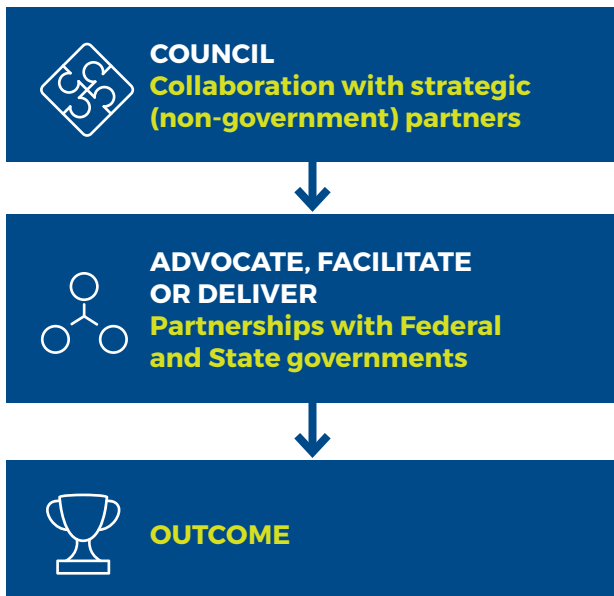 COUNCIL
Collaboration with strategic
(non-government) partners
ADVOCATE, FACILITATE
OR DELIVER
Partnerships with Federal
and State governments
OUTCOME